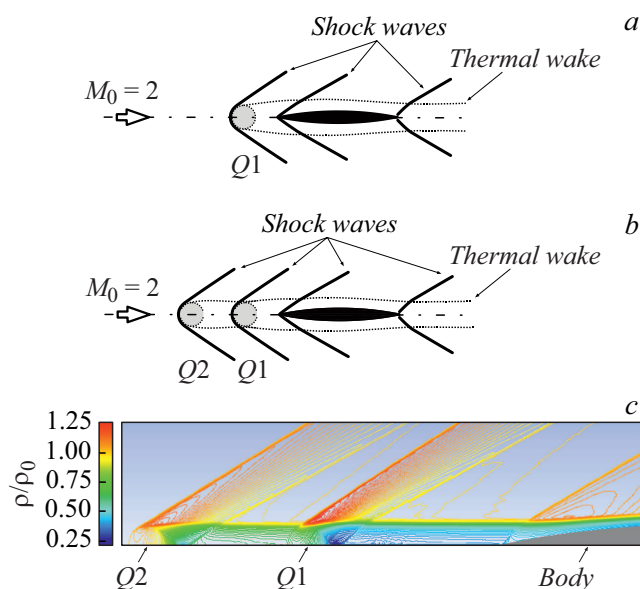 a
Shock waves
Thermal wake
M0 = 2
Q1
b
Shock waves
Thermal wake
M0 = 2
Q2 Q1
c
1.25
1.00
0.75
0.50
0.25
ρ/ρ0
Q2 Q1 Body